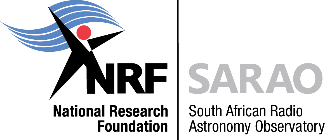 NRF
National Research
Foundation
SARAO
South African Radio
Astronomy Observatory